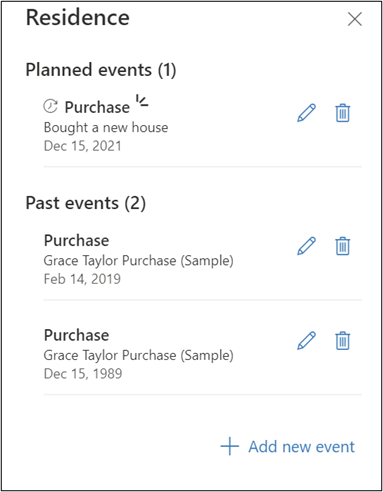 Residence
Planned events (1)
Purchase
Bought a new house
Dec 15, 2021
Past events (2)
Purchase
Grace Taylor Purchase (Sample)
Feb 14, 2019
Purchase
Grace Taylor Purchase (Sample)
Dec 15, 1989
Add new event